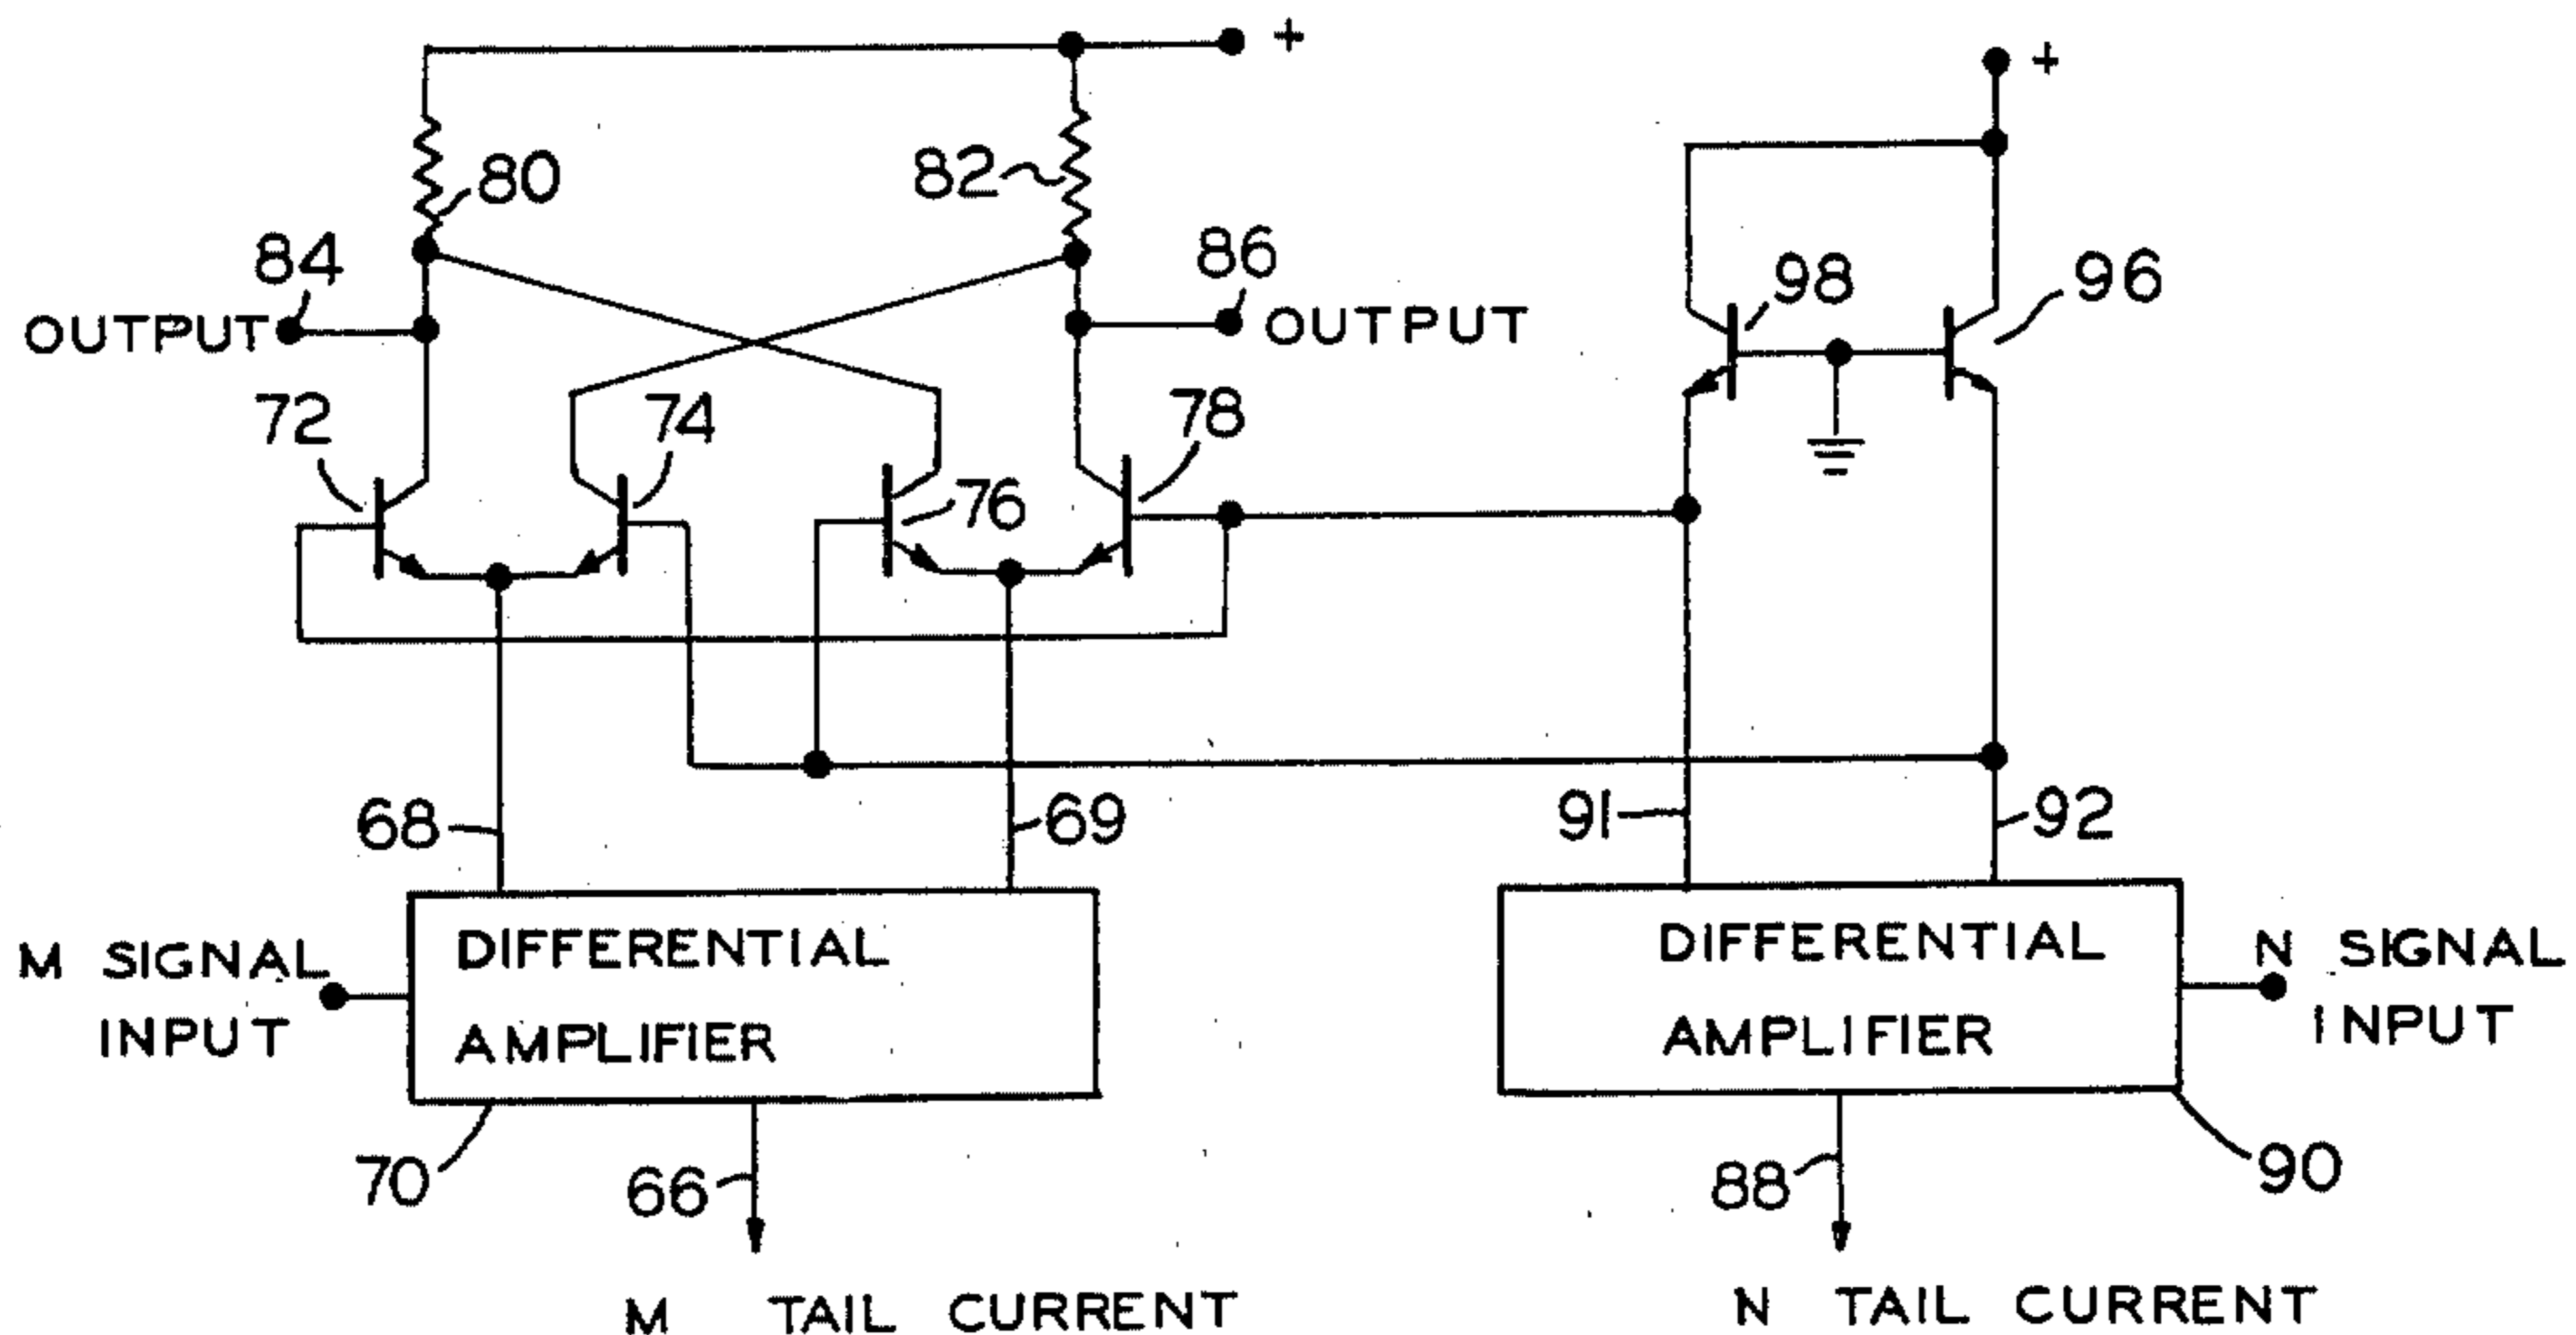 +
+
80
82
84
86
98
96
OUTPUT
OUTPUT
72
74
76
78
68
69
91
92
M SIGNAL
INPUT
DIFFERENTIAL
AMPLIFIER
DIFFERENTIAL
AMPLIFIER
N SIGNAL
INPUT
70
66
88
90
M TAIL CURRENT
N TAIL CURRENT